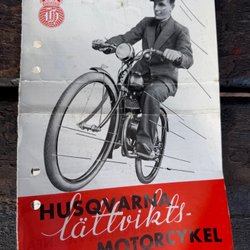 HUSQVARNA
lättvikts-
MOTORCYKEL